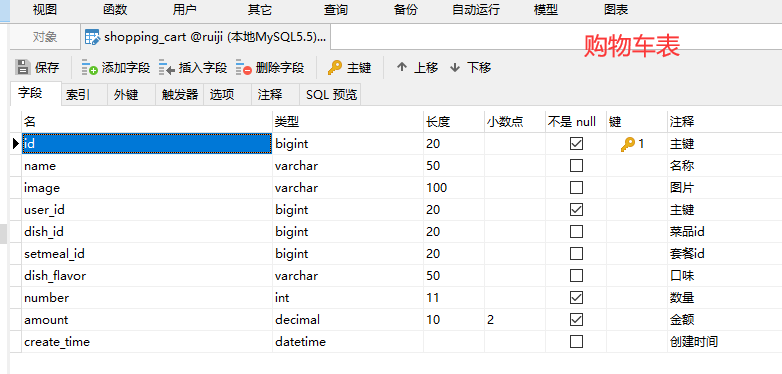 视图 函数 用户 其它 查询 备份 自动运行 模型 图表
对象 shopping_cart @ruiji (本地MySQL5.5)... 购物车表
保存 添加字段 插入字段 删除字段 主键 上移 下移
字段 索引 外键 触发器 选项 注释 SQL 预览
名 类型 长度 小数点 不是 null 键 注释
id bigint 20 1 主键
name varchar 50 名称
image varchar 100 图片
user_id bigint 20 主键
dish_id bigint 20 菜品id
setmeal_id bigint 20 套餐id
dish_flavor varchar 50 口味
number int 11 数量
amount decimal 10 2 金额
create_time datetime 创建时间